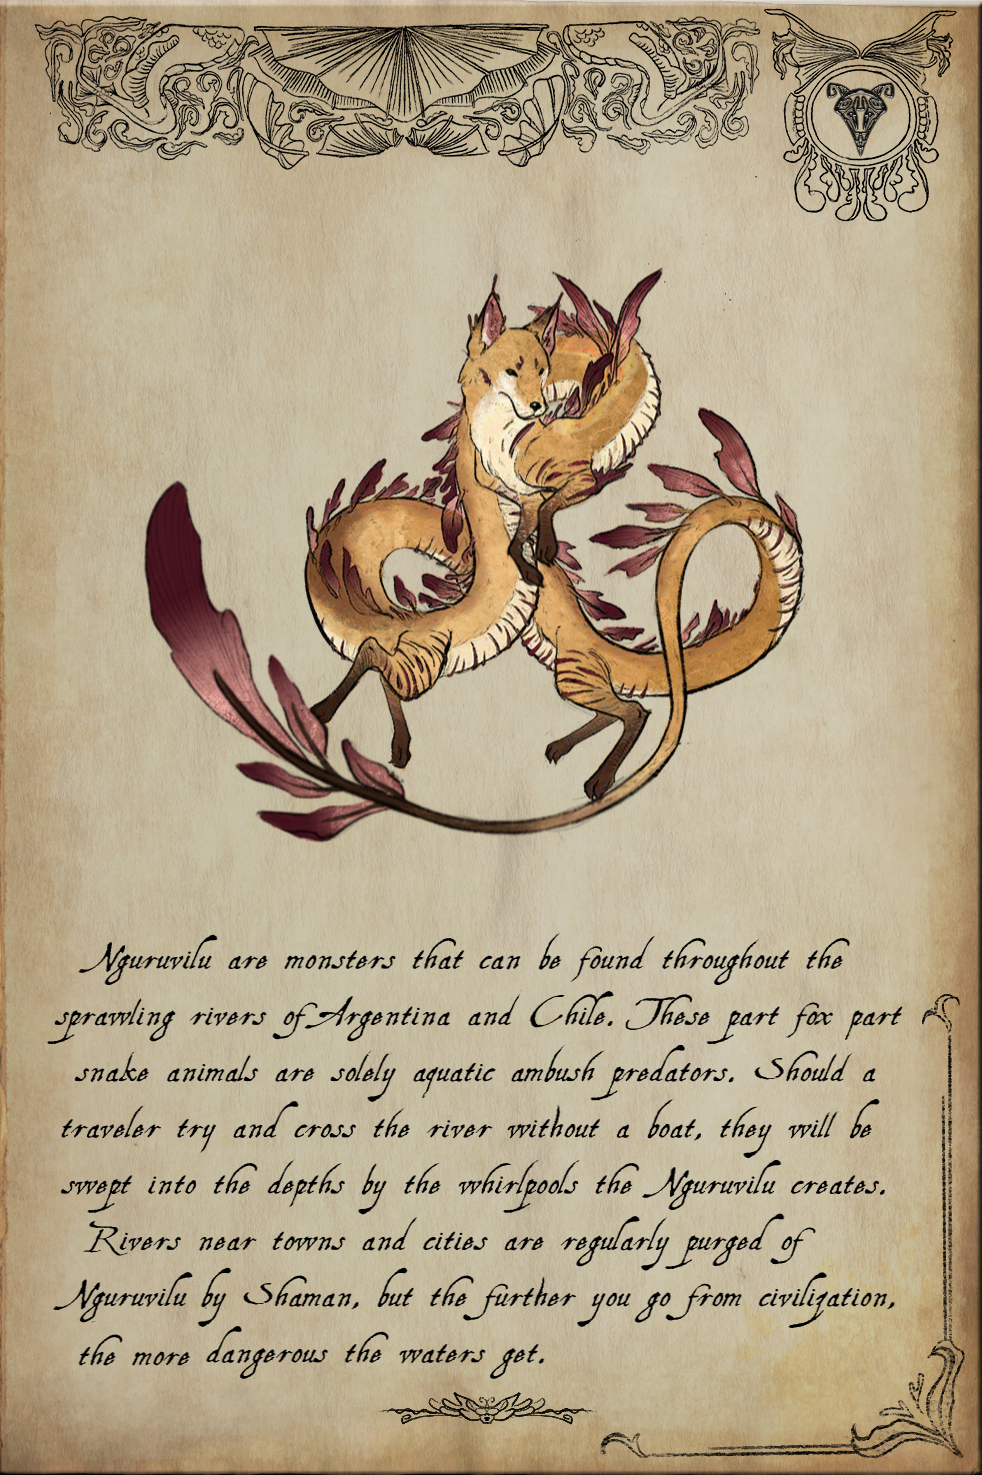 Nguruvilu are monsters that can be found throughout the
sprawling rivers of Argentina and Chile. These part fox part
snake animals are solely aquatic ambush predators. Should a
traveler try and cross the river without a boat, they will be
swept into the depths by the whirlpools the Nguruvilu creates.
Rivers near towns and cities are regularly purged of
Nguruvilu by Shaman, but the further you go from civilization,
the more dangerous the waters get.